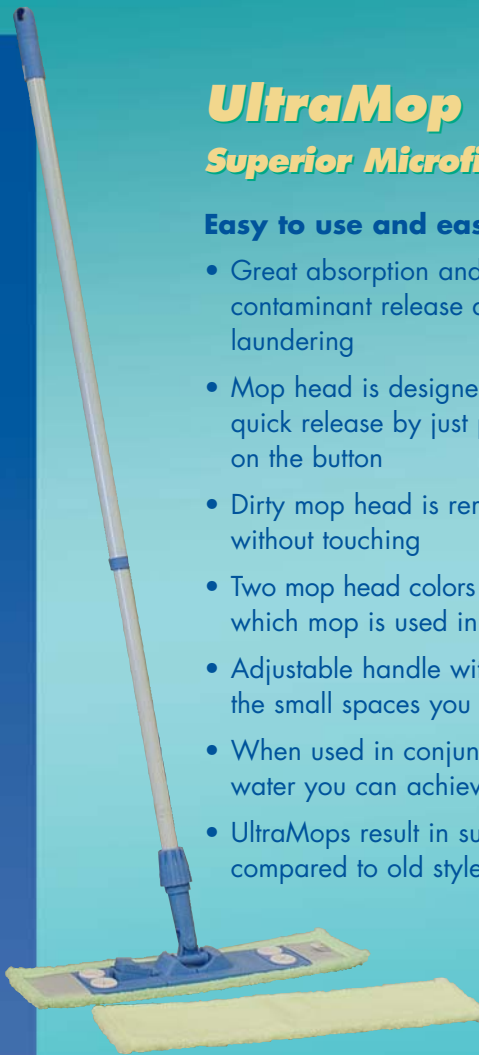 UltraMop
Superior Microfi
Easy to use and eas
• Great absorption and
contaminant release
laundering
• Mop head is designe
quick release by just
on the button
• Dirty mop head is re
without touching
• Two mop head colors
which mop is used in
• Adjustable handle wit
the small spaces you
• When used in conjun
water you can achiev
• UltraMops result in su
compared to old style